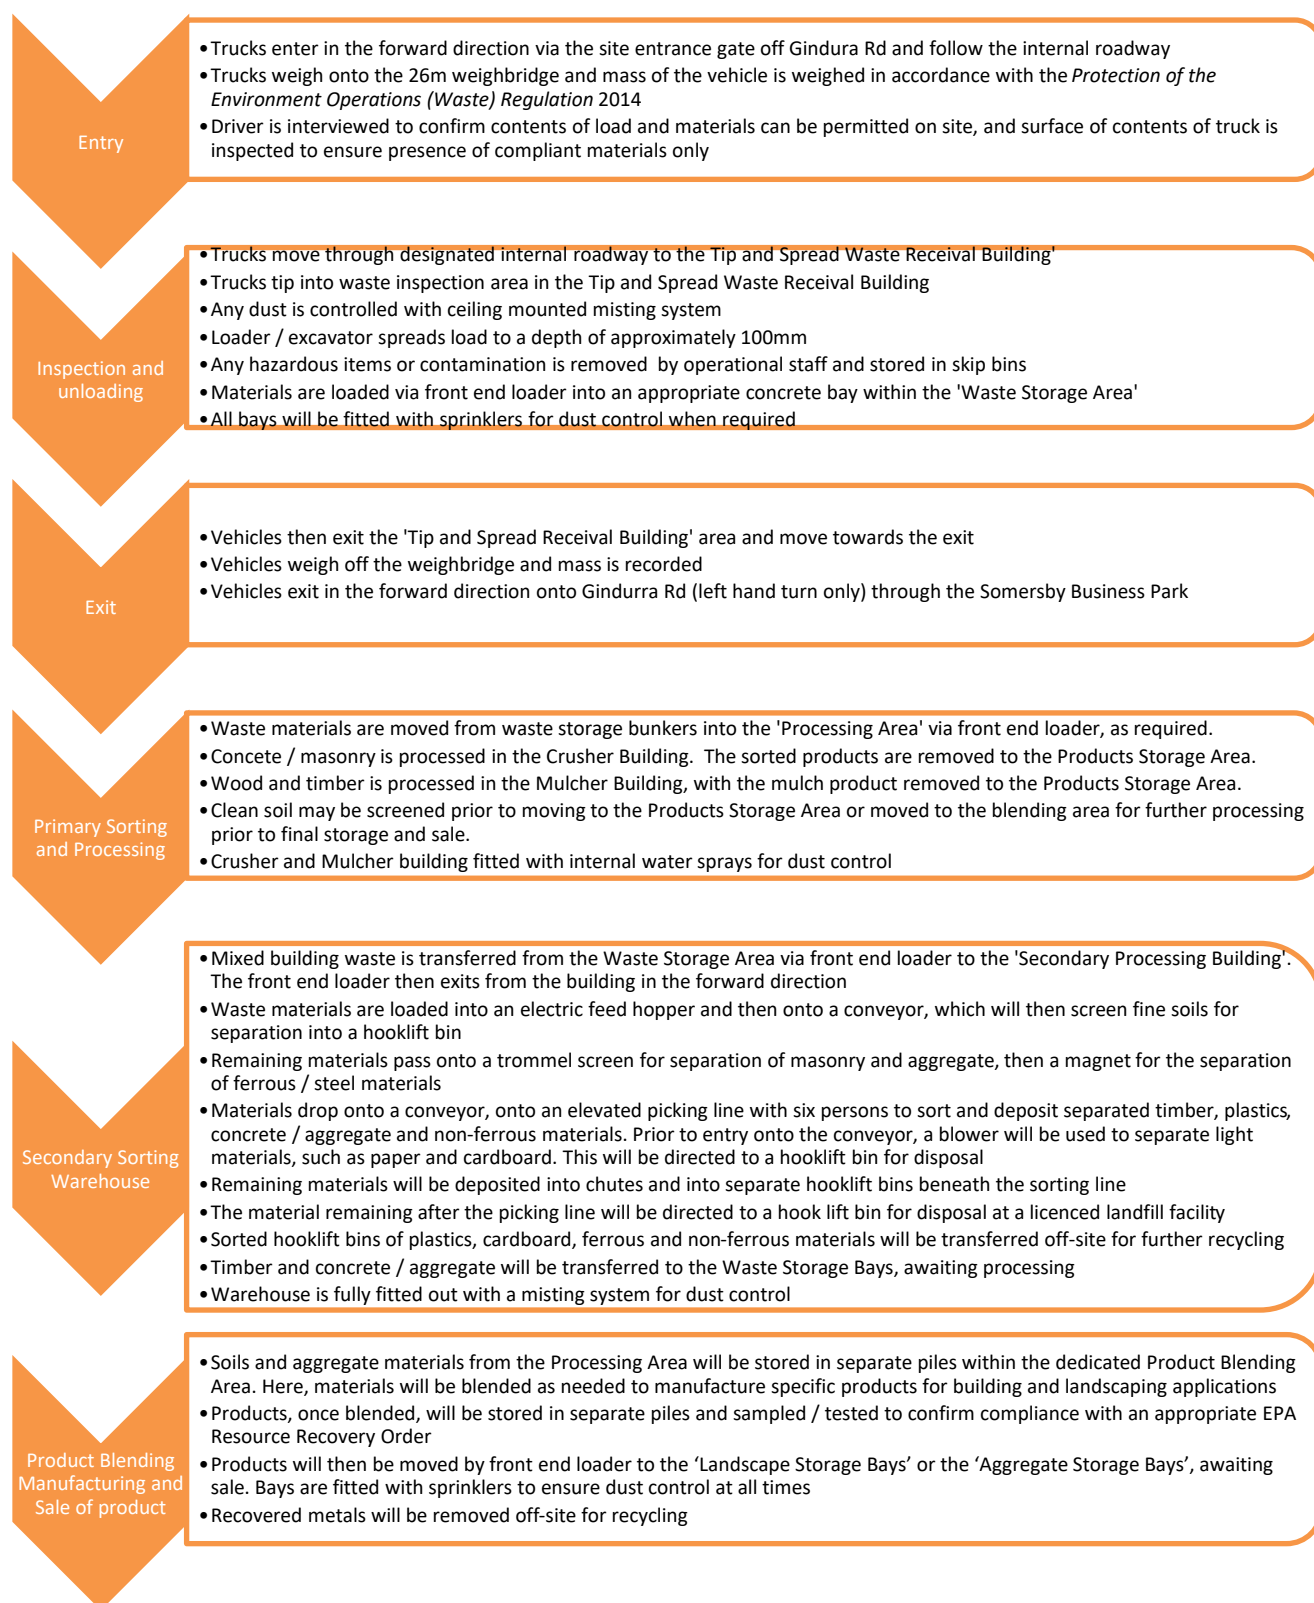 Entry
•Trucks enter in the forward direction via the site entrance gate off Gindura Rd and follow the internal roadway
•Trucks weigh onto the 26m weighbridge and mass of the vehicle is weighed in accordance with the Protection of the
Environment Operations (Waste) Regulation 2014
•Driver is interviewed to confirm contents of load and materials can be permitted on site, and surface of contents of truck is
inspected to ensure presence of compliant materials only
Inspection and
unloading
•Trucks move through designated internal roadway to the Tip and Spread Waste Receival Building'
•Trucks tip into waste inspection area in the Tip and Spread Waste Receival Building
•Any dust is controlled with ceiling mounted misting system
•Loader / excavator spreads load to a depth of approximately 100mm
•Any hazardous items or contamination is removed by operational staff and stored in skip bins
•Materials are loaded via front end loader into an appropriate concrete bay within the 'Waste Storage Area'
•All bays will be fitted with sprinklers for dust control when required
Exit
•Vehicles then exit the 'Tip and Spread Receival Building' area and move towards the exit
•Vehicles weigh off the weighbridge and mass is recorded
•Vehicles exit in the forward direction onto Gindurra Rd (left hand turn only) through the Somersby Business Park
Primary Sorting
and Processing
•Waste materials are moved from waste storage bunkers into the 'Processing Area' via front end loader, as required.
•Concete / masonry is processed in the Crusher Building. The sorted products are removed to the Products Storage Area.
•Wood and timber is processed in the Mulcher Building, with the mulch product removed to the Products Storage Area.
•Clean soil may be screened prior to moving to the Products Storage Area or moved to the blending area for further processing
prior to final storage and sale.
•Crusher and Mulcher building fitted with internal water sprays for dust control
Secondary Sorting
Warehouse
•Mixed building waste is transferred from the Waste Storage Area via front end loader to the 'Secondary Processing Building'.
The front end loader then exits from the building in the forward direction
•Waste materials are loaded into an electric feed hopper and then onto a conveyor, which will then screen fine soils for
separation into a hooklift bin
•Remaining materials pass onto a trommel screen for separation of masonry and aggregate, then a magnet for the separation
of ferrous / steel materials
•Materials drop onto a conveyor, onto an elevated picking line with six persons to sort and deposit separated timber, plastics,
concrete / aggregate and non-ferrous materials. Prior to entry onto the conveyor, a blower will be used to separate light
materials, such as paper and cardboard. This will be directed to a hooklift bin for disposal
•Remaining materials will be deposited into chutes and into separate hooklift bins beneath the sorting line
•The material remaining after the picking line will be directed to a hook lift bin for disposal at a licenced landfill facility
•Sorted hooklift bins of plastics, cardboard, ferrous and non-ferrous materials will be transferred off-site for further recycling
•Timber and concrete / aggregate will be transferred to the Waste Storage Bays, awaiting processing
•Warehouse is fully fitted out with a misting system for dust control
Product Blending
Manufacturing and
Sale of product
•Soils and aggregate materials from the Processing Area will be stored in separate piles within the dedicated Product Blending
Area. Here, materials will be blended as needed to manufacture specific products for building and landscaping applications
•Products, once blended, will be stored in separate piles and sampled / tested to confirm compliance with an appropriate EPA
Resource Recovery Order
•Products will then be moved by front end loader to the ‘Landscape Storage Bays’ or the ‘Aggregate Storage Bays’, awaiting
sale. Bays are fitted with sprinklers to ensure dust control at all times
•Recovered metals will be removed off-site for recycling